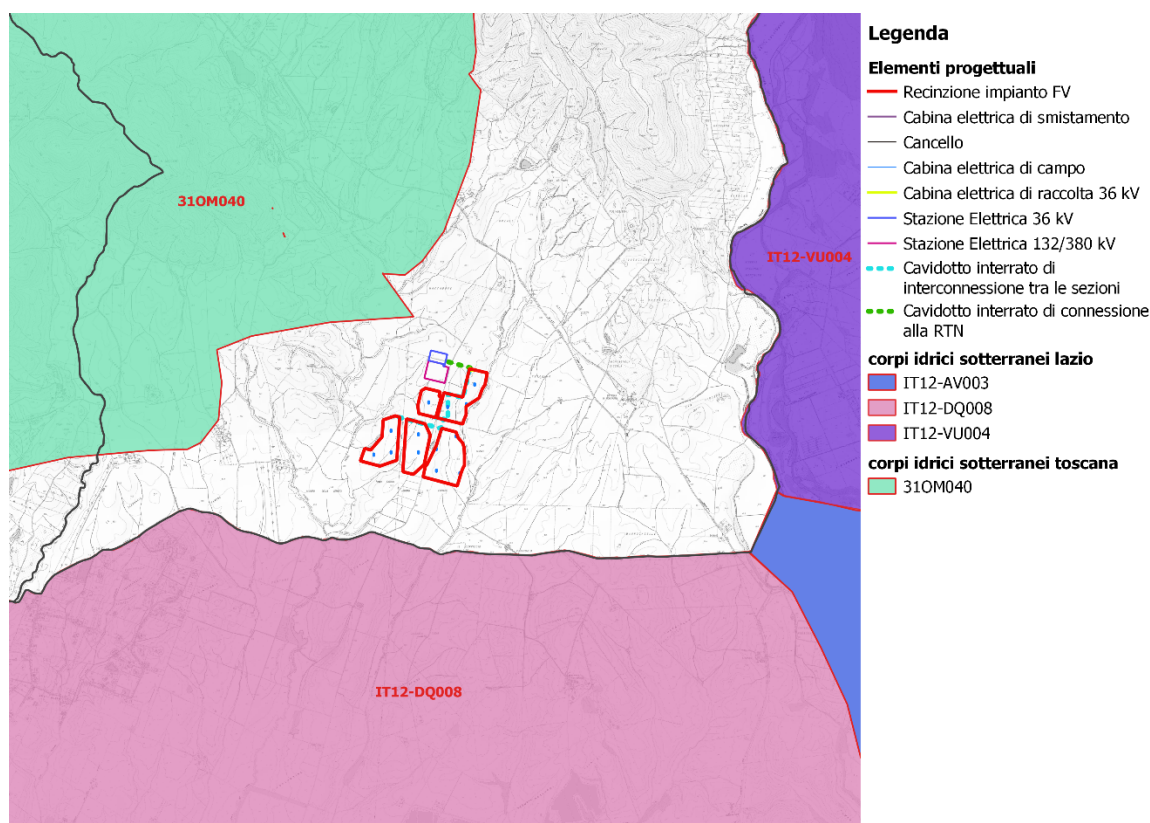 31OM040
IT12-VU004
IT12-DQ008
Legenda
Elementi progettuali
Recinzione impianto FV
Cabina elettrica di smistamento
Cancello
Cabina elettrica di campo
Cabina elettrica di raccolta 36 kV
Stazione Elettrica 36 kV
Stazione Elettrica 132/380 kV
Cavidotto interrato di
interconnessione tra le sezioni
Cavidotto interrato di connessione
alla RTN
corpi idrici sotterranei lazio
IT12-AV003
IT12-DQ008
IT12-VU004
corpi idrici sotterranei toscana
31OM040